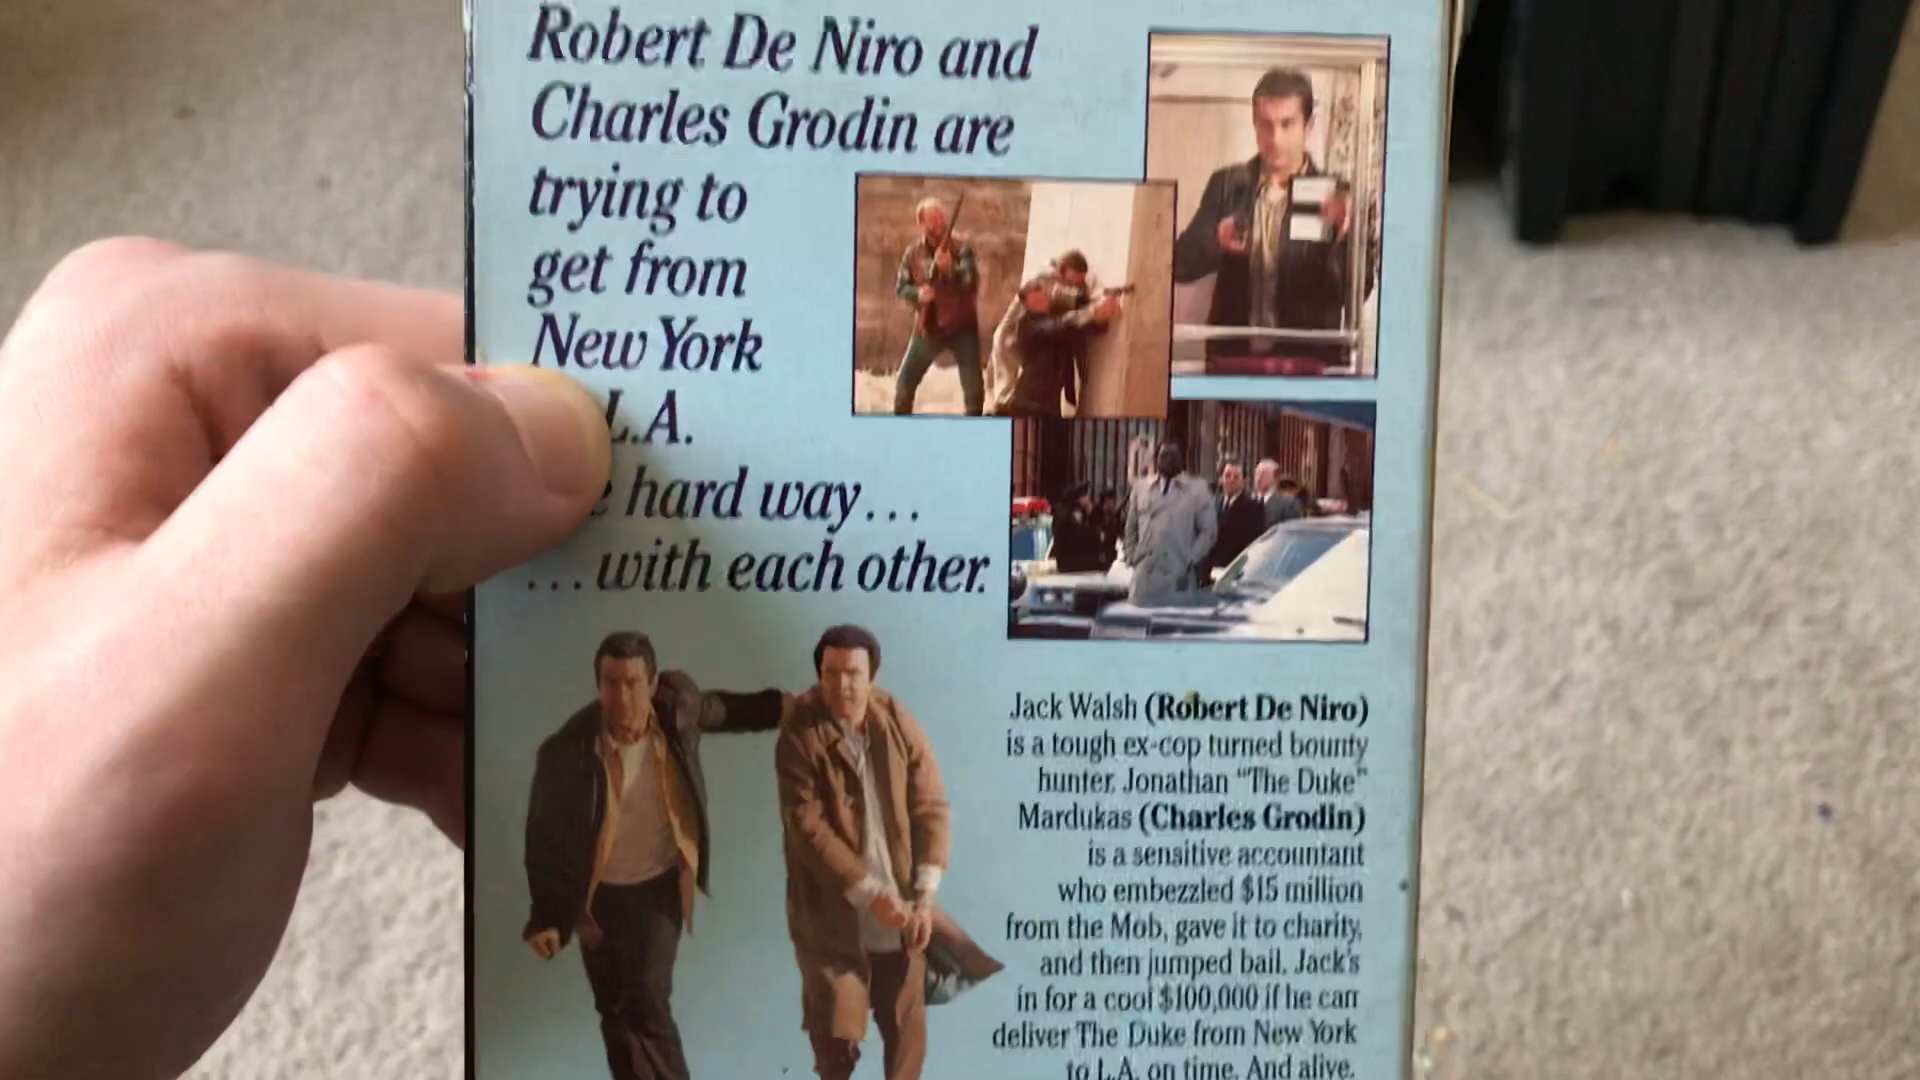 Robert De Niro and
Charles Grodin are
trying to
get from
New York
L.A.
hard way...
...with each other.
Jack Walsh (Robert De Niro)
is a tough ex-cop turned bounty
hunter. Jonathan "The Duke"
Mardukas (Charles Grodin)
is a sensitive accountant
who embezzled $15 million
from the Mob, gave it to charity,
and then jumped bail. Jack's
in for a cool $100,000 if he can
deliver The Duke from New York
to L.A. on time. And alive.